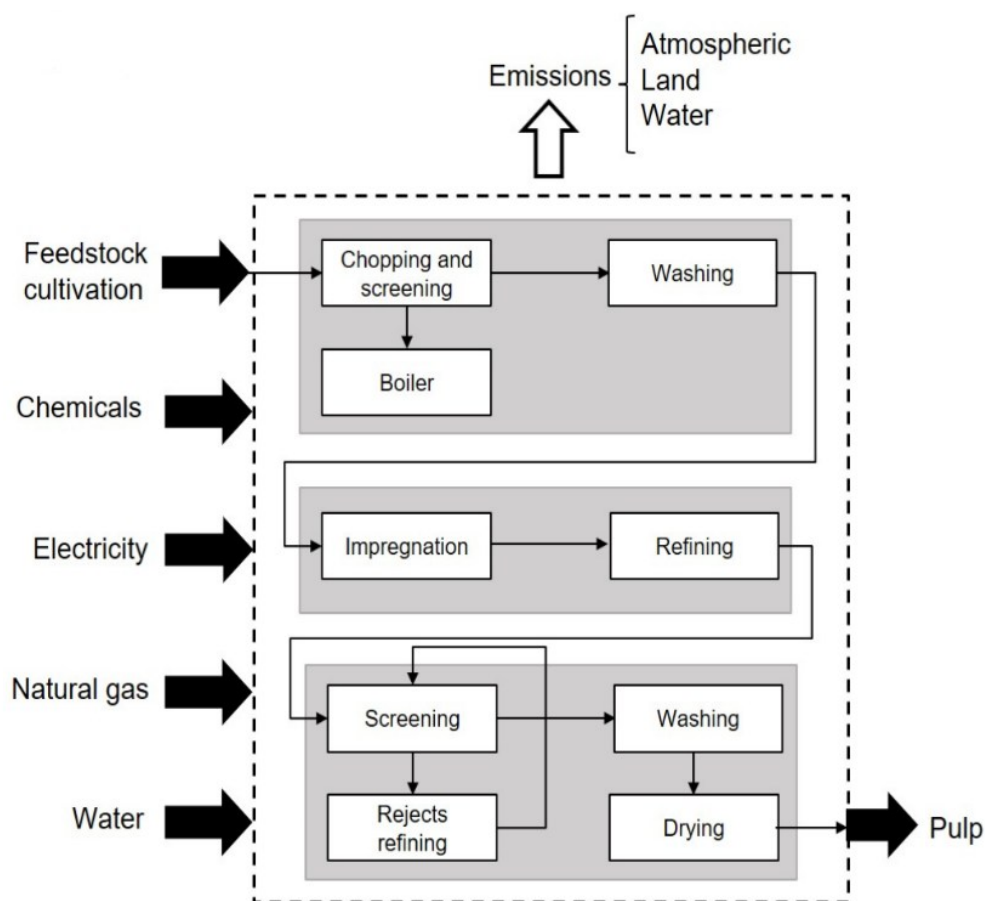 Emissions
Atmospheric
Land
Water
Feedstock
cultivation
Chopping and
screening
Washing
Boiler
Chemicals
Electricity
Impregnation
Refining
Natural gas
Screening
Washing
Water
Rejects
refining
Drying
Pulp